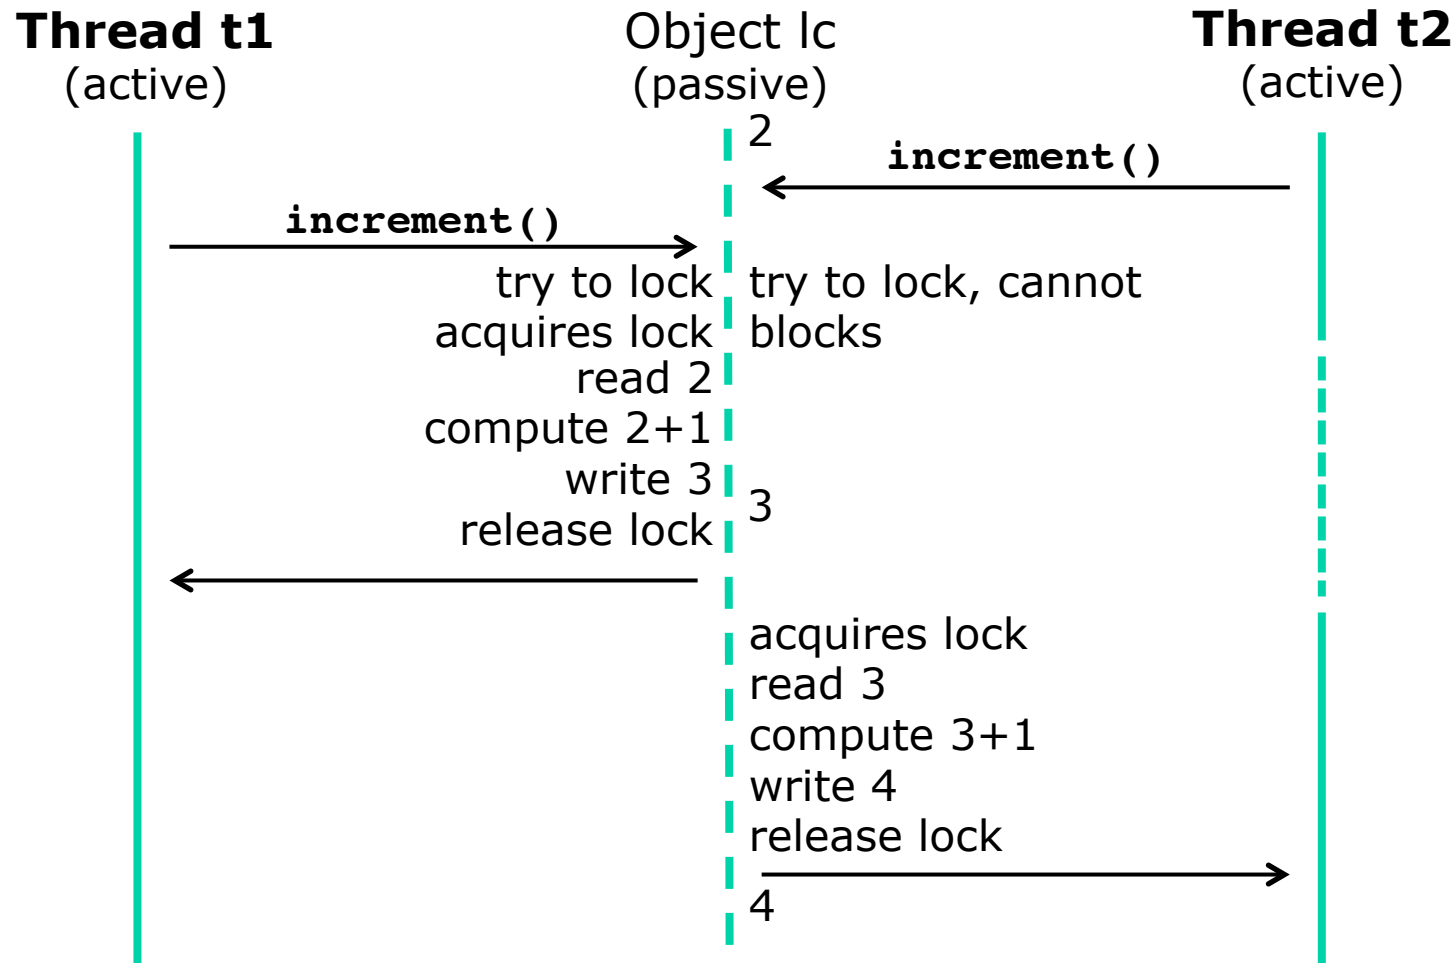 Thread t1
(active)
Object lc
(passive)
Thread t2
(active)
2
increment()
increment()
try to lock
try to lock, cannot
acquires lock
blocks
read 2
compute 2+1
write 3
3
release lock
acquires lock
read 3
compute 3+1
write 4
release lock
4